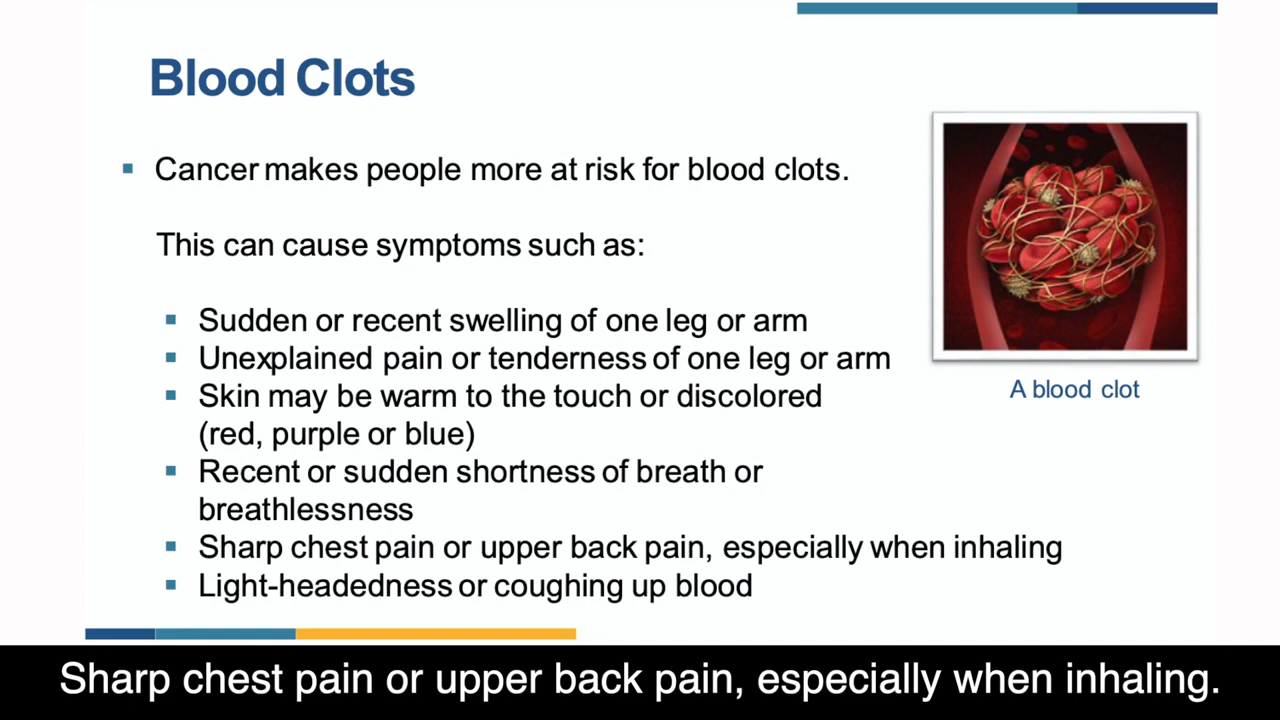 Blood Clots
Cancer makes people more at risk for blood clots.
This can cause symptoms such as:
Sudden or recent swelling of one leg or arm
Unexplained pain or tenderness of one leg or arm
Skin may be warm to the touch or discolored
(red, purple or blue)
Recent or sudden shortness of breath or
breathlessness
Sharp chest pain or upper back pain, especially when inhaling
Light-headedness or coughing up blood
A blood clot
Sharp chest pain or upper back pain, especially when inhaling.